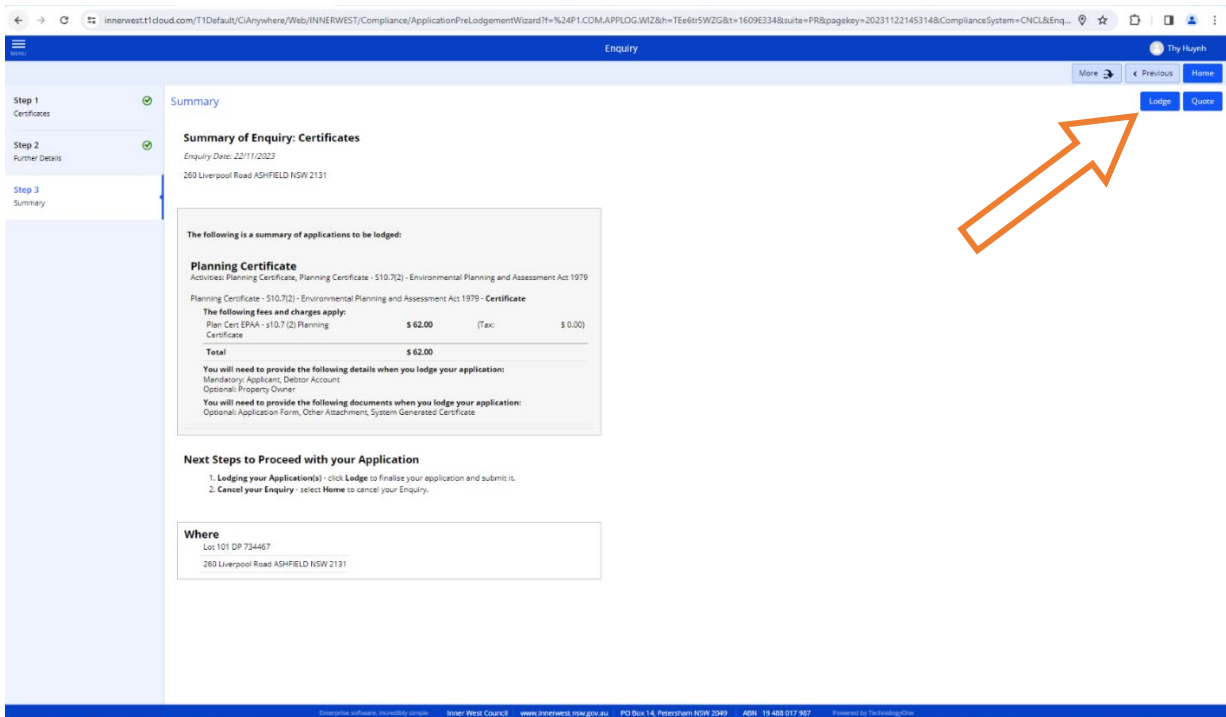 innerwest.t1cloud.com/T1Default/CiAnywhere/Web/INNERWEST/Compliance/ApplicationPreLodgementWizard?f=%24P1.COM.APPLOG.WIZ&h=TEe6tr5WZG&t=1609E334&suite=PR&pagekey=2023112214531​4&ComplianceSystem=CNCL&Enq...
MENU
Enquiry
Thy Huynh
More
Previous
Home
Step 1
Certificates
Step 2
Further Details
Step 3
Summary
Summary
Lodge
Quote
Summary of Enquiry: Certificates
Enquiry Date: 22/11/2023
260 Liverpool Road ASHFIELD NSW 2131
The following is a summary of applications to be lodged:
Planning Certificate
Activities: Planning Certificate, Planning Certificate - S10.7(2) - Environmental Planning and Assessment Act 1979
Planning Certificate - S10.7(2) - Environmental Planning and Assessment Act 1979 - Certificate
The following fees and charges apply:
Plan Cert EPAA - s10.7 (2) Planning $ 62.00 (Tax: $ 0.00)
Certificate
Total $ 62.00
You will need to provide the following details when you lodge your application:
Mandatory: Applicant, Debtor Account
Optional: Property Owner
You will need to provide the following documents when you lodge your application:
Optional: Application Form, Other Attachment, System Generated Certificate
Next Steps to Proceed with your Application
1. Lodging your Application(s) - click Lodge to finalise your application and submit it.
2. Cancel your Enquiry - select Home to cancel your Enquiry.
Where
Lot 101 DP 734467
260 Liverpool Road ASHFIELD NSW 2131
Enterprise software, incredibly simple Inner West Council www.innerwest.nsw.gov.au PO Box 14, Petersham NSW 2049 ABN 19 488 017 987 Powered by TechnologyOne